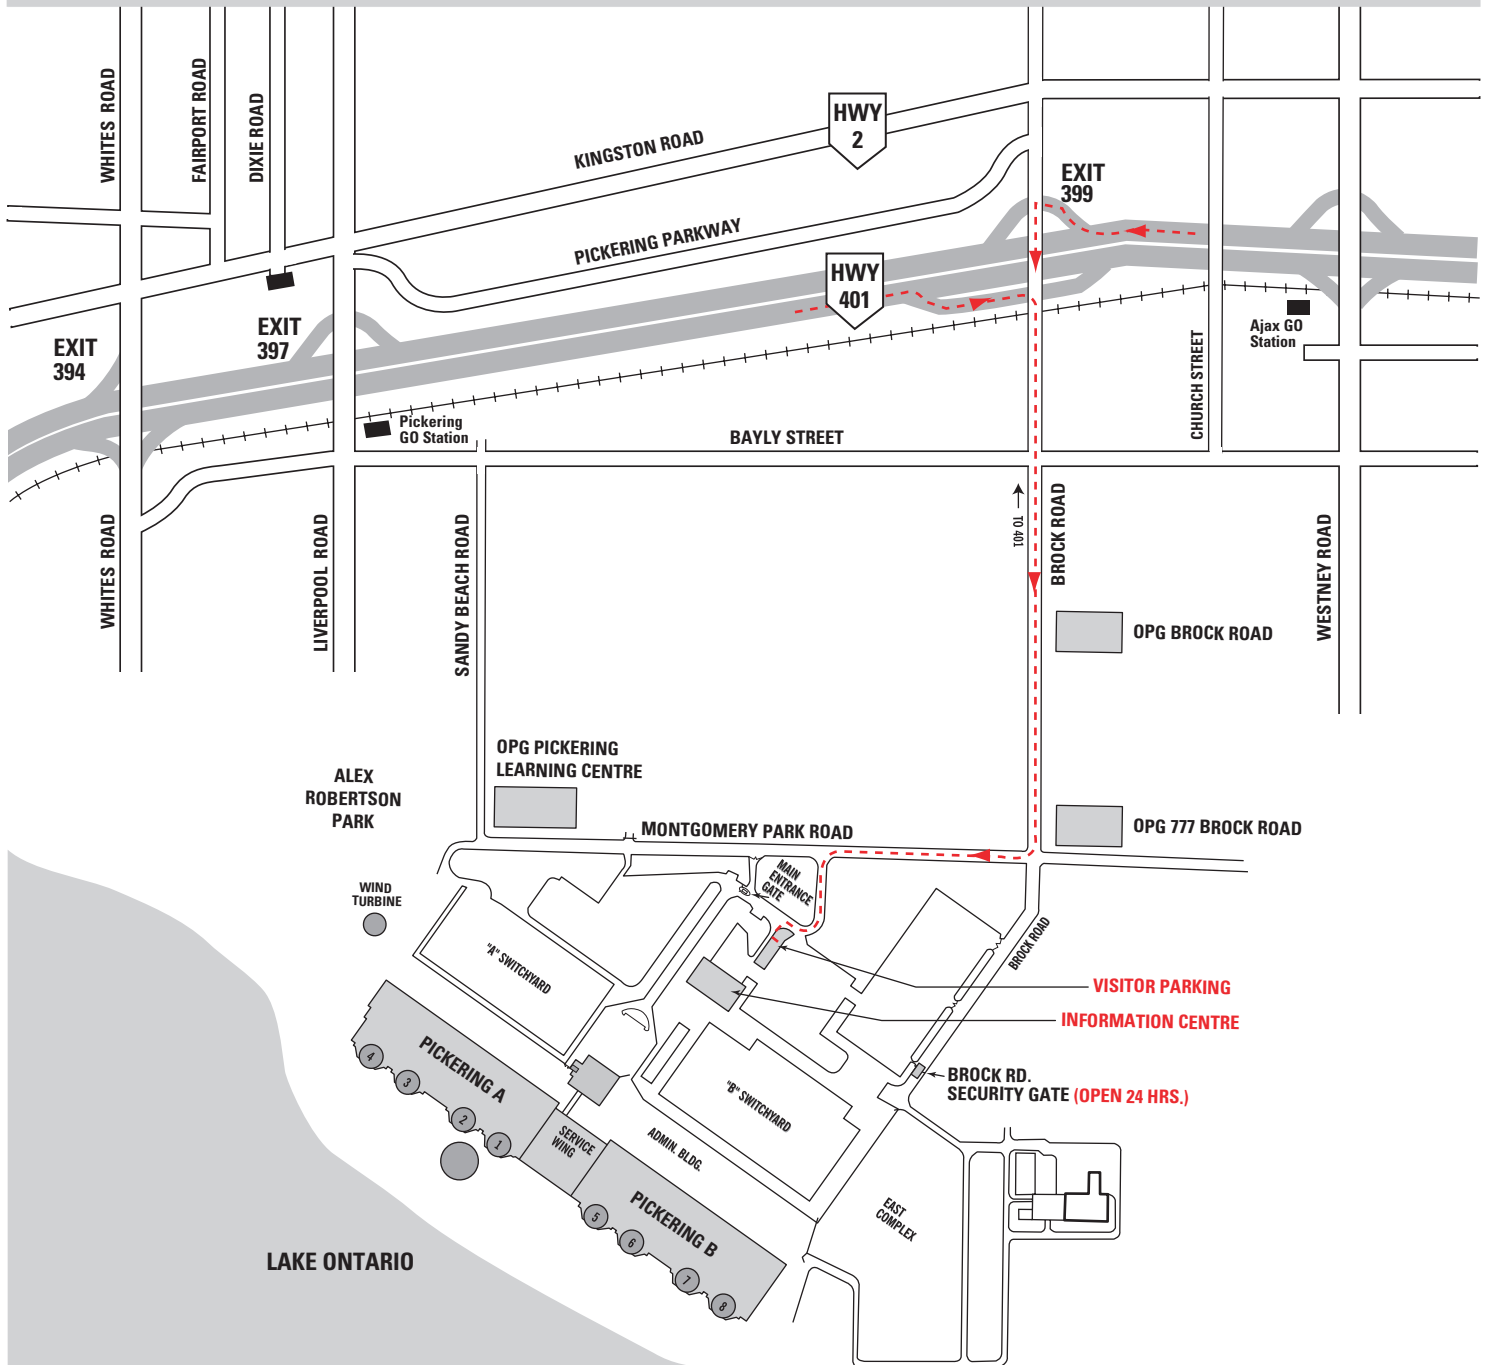 WHITES ROAD
FAIRPORT ROAD
DIXIE ROAD
KINGSTON ROAD
HWY
2
EXIT
399
PICKERING PARKWAY
HWY
401
EXIT
397
EXIT
394
Ajax GO
Station
CHURCH STREET
Pickering
GO Station
BAYLY STREET
WHITES ROAD
LIVERPOOL ROAD
SANDY BEACH ROAD
TO 401
BROCK ROAD
WESTNEY ROAD
OPG BROCK ROAD
OPG PICKERING
LEARNING CENTRE
ALEX
ROBERTSON
PARK
MONTGOMERY PARK ROAD
OPG 777 BROCK ROAD
MAIN
ENTRANCE
GATE
WIND
TURBINE
"A" SWITCHYARD
BROCK ROAD
VISITOR PARKING
INFORMATION CENTRE
PICKERING A
4
3
2
1
BROCK RD.
SECURITY GATE (OPEN 24 HRS.)
"B" SWITCHYARD
SERVICE
WING
ADMIN. BLDG.
PICKERING B
5
6
7
8
EAST
COMPLEX
LAKE ONTARIO